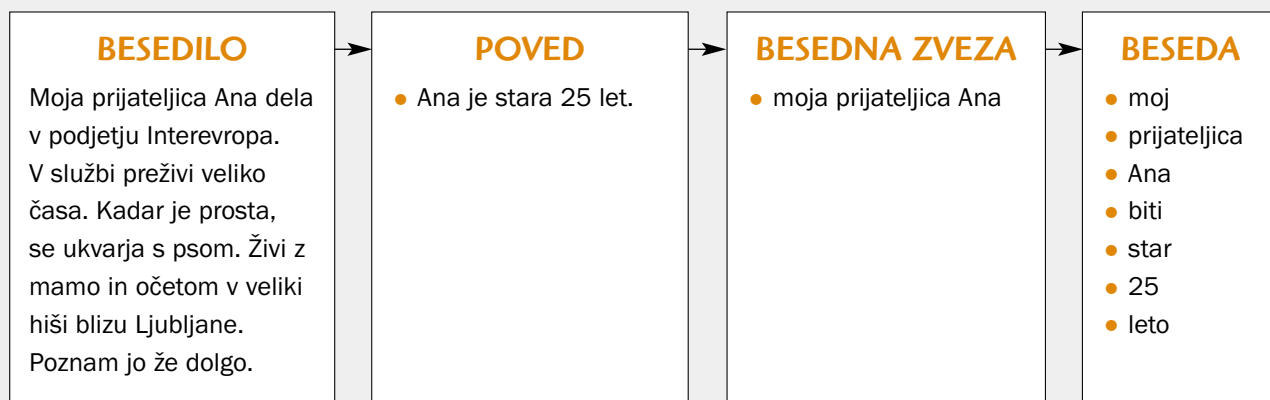 BESEDILO
Moja prijateljica Ana dela
v podjetju Interevropa.
V službi preživi veliko
časa. Kadar je prosta,
se ukvarja s psom. Živi z
mamo in očetom v veliki
hiši blizu Ljubljane.
Poznam jo že dolgo.
POVED
• Ana je stara 25 let.
BESEDNA ZVEZA
• moja prijateljica Ana
BESEDA
• moj
• prijateljica
• Ana
• biti
• star
• 25
• leto